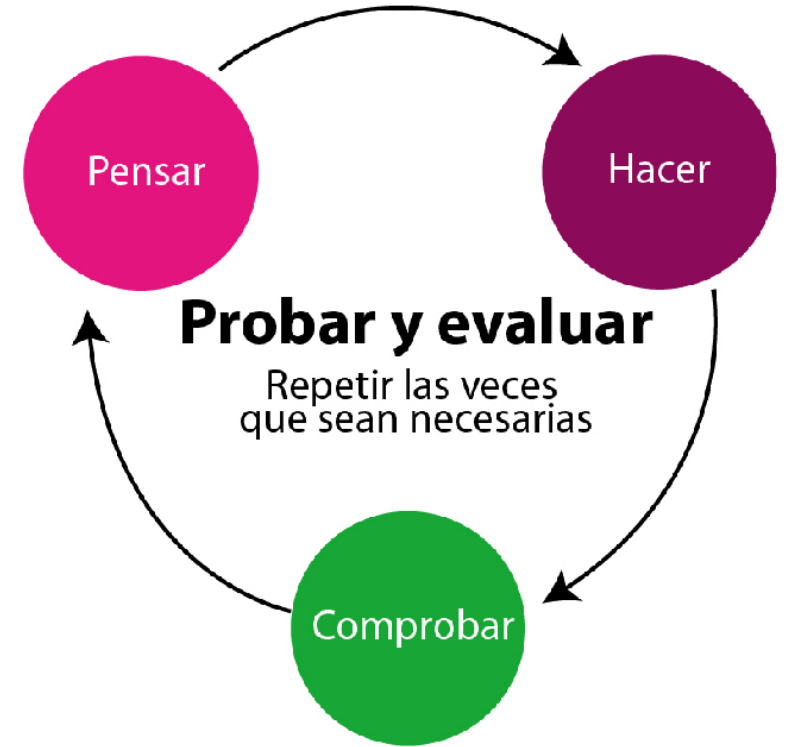 Pensar
Hacer
Probar y evaluar
Repetir las veces
que sean necesarias
Comprobar